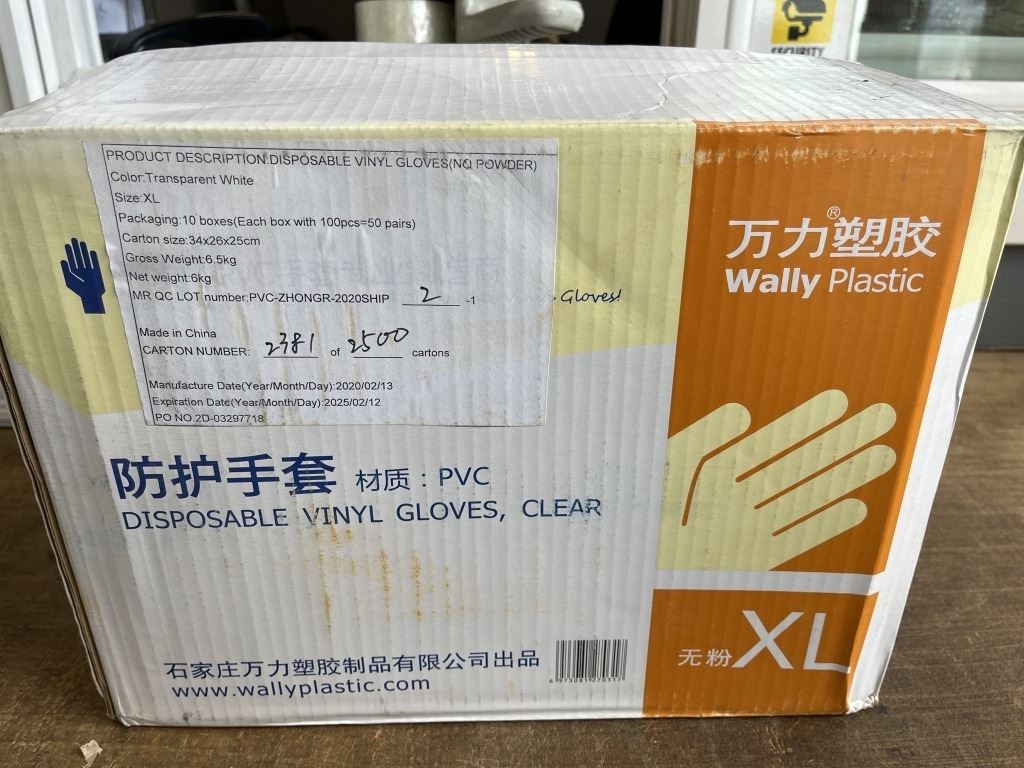 SECURITY
PRODUCT DESCRIPTION:DISPOSABLE VINYL GLOVES(NO POWDER)
Color:Transparent White
Size:XL
Packaging:10 boxes(Each box with 100pcs=50 pairs)
Carton size:34x26x25cm
Gross Weight:6.5kg
Net weight:6kg
MR QC LOT number:PVC-ZHONGR-2020SHIP 2 -1
Made in China
CARTON NUMBER: 2381 of 2500 cartons
Manufacture Date(Year/Month/Day):2020/02/13
Expiration Date(Year/Month/Day):2025/02/12
PO NO.2D-03297718
Gloves!
万力®塑胶
Wally Plastic
防护手套 材质：PVC
DISPOSABLE VINYL GLOVES, CLEAR
石家庄万力塑胶制品有限公司出品
www.wallyplastic.com
无粉 XL